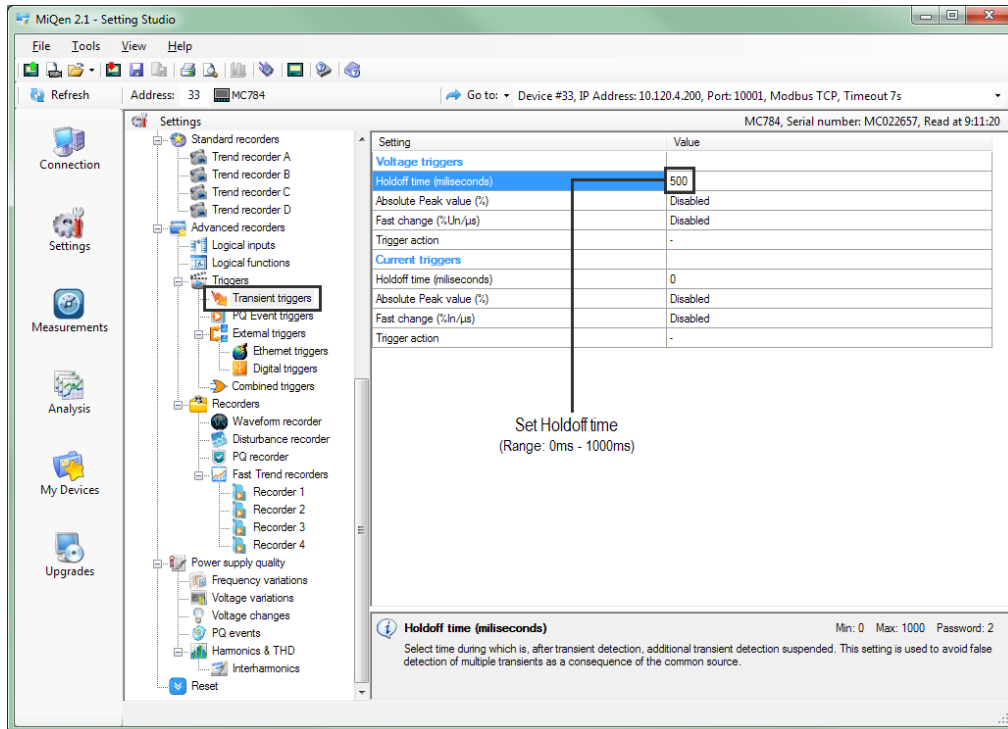 MiQen 2.1 - Setting Studio
File Tools View Help
Refresh
Address: 33 MC784
Go to: Device #33, IP Address: 10.120.4.200, Port: 10001, Modbus TCP, Timeout 7s
Connection
Settings
Measurements
Analysis
My Devices
Upgrades
Settings
MC784, Serial number: MC022657, Read at 9:11:20
Standard recorders
Trend recorder A
Trend recorder B
Trend recorder C
Trend recorder D
Advanced recorders
Logical inputs
Logical functions
Triggers
Transient triggers
PQ Event triggers
External triggers
Ethernet triggers
Digital triggers
Combined triggers
Recorders
Waveform recorder
Disturbance recorder
PQ recorder
Fast Trend recorders
Recorder 1
Recorder 2
Recorder 3
Recorder 4
Power supply quality
Frequency variations
Voltage variations
Voltage changes
PQ events
Harmonics & THD
Interharmonics
Reset
Setting Value
Voltage triggers
Holdoff time (miliseconds) 500
Absolute Peak value (%) Disabled
Fast change (%Un/µs) Disabled
Trigger action -
Current triggers
Holdoff time (miliseconds) 0
Absolute Peak value (%) Disabled
Fast change (%In/µs) Disabled
Trigger action -
Set Holdoff time
(Range: 0ms - 1000ms)
Holdoff time (miliseconds)
Min: 0 Max: 1000 Password: 2
Select time during which is, after transient detection, additional transient detection suspended. This setting is used to avoid false
detection of multiple transients as a consequence of the common source.